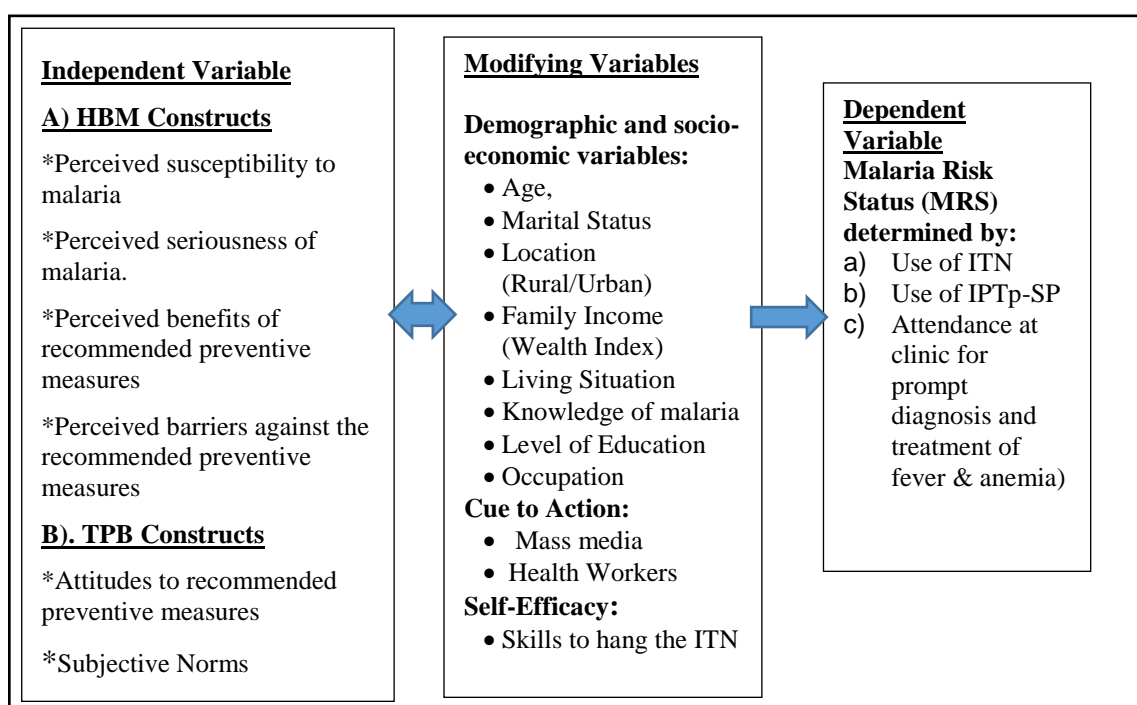 Independent Variable
A) HBM Constructs
*Perceived susceptibility to
malaria
*Perceived seriousness of
malaria.
*Perceived benefits of
recommended preventive
measures
*Perceived barriers against the
recommended preventive
measures
B). TPB Constructs
*Attitudes to recommended
preventive measures
*Subjective Norms
Modifying Variables
Demographic and socio-
economic variables:
• Age,
• Marital Status
• Location
(Rural/Urban)
• Family Income
(Wealth Index)
• Living Situation
• Knowledge of malaria
• Level of Education
• Occupation
Cue to Action:
• Mass media
• Health Workers
Self-Efficacy:
• Skills to hang the ITN
Dependent
Variable
Malaria Risk
Status (MRS)
determined by:
a) Use of ITN
b) Use of IPTp-SP
c) Attendance at
clinic for
prompt
diagnosis and
treatment of
fever & anemia)